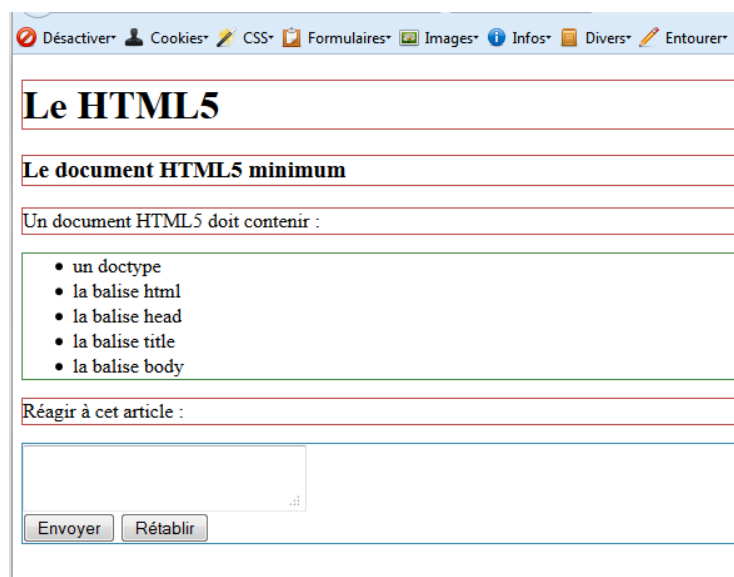 Désactiver Cookies CSS Formulaires Images Infos Divers Entourer
Le HTML5
Le document HTML5 minimum
Un document HTML5 doit contenir :
• un doctype
• la balise html
• la balise head
• la balise title
• la balise body
Réagir à cet article :
Envoyer Rétablir